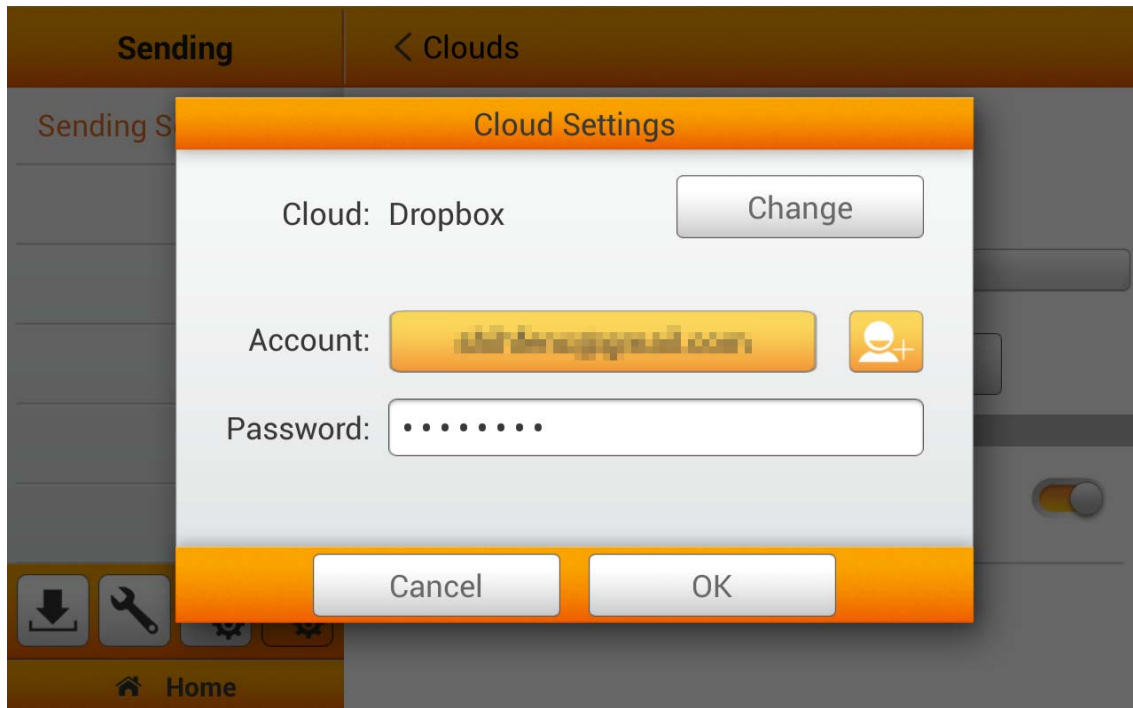 Sending
< Clouds
Sending S
Cloud Settings
Cloud: Dropbox
Change
Account:
Password: ••••••••
Cancel
OK
Home